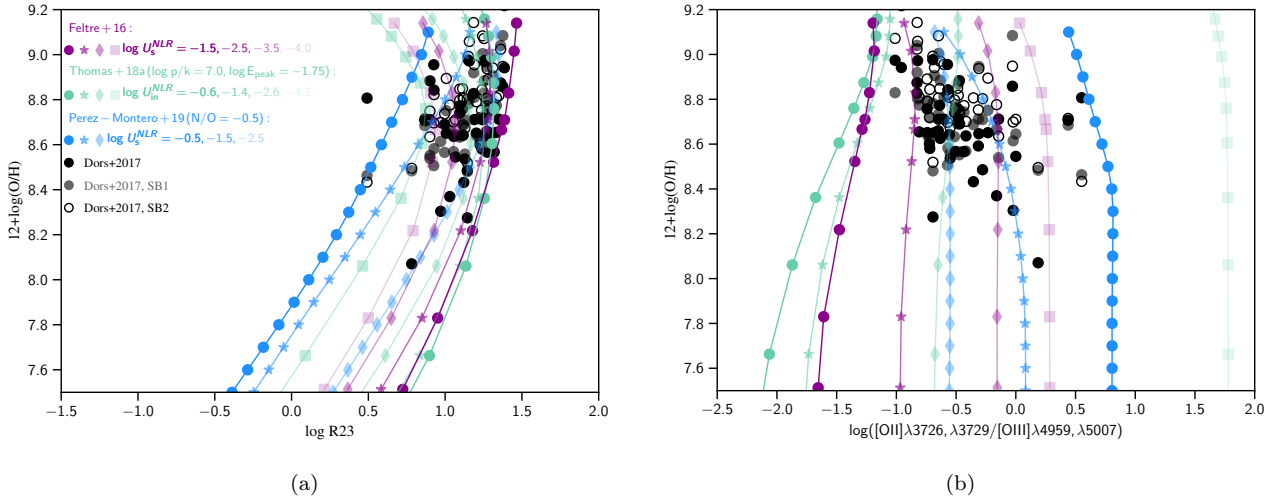 9.2
9.0
8.8
8.6
8.4
8.2
8.0
7.8
7.6
12+log(O/H)
Feltre+16 :
log U_s^NLR = −1.5, −2.5, −3.5, −4.0
Thomas+18a (log p/k = 7.0, log E_peak = −1.75) :
log U_in^NLR = −0.6, −1.4, −2.6, −4.2
Perez−Montero+19 (N/O = −0.5) :
log U_s^NLR = −0.5, −1.5, −2.5
Dors+2017
Dors+2017, SB1
Dors+2017, SB2
−1.5 −1.0 −0.5 0.0 0.5 1.0 1.5 2.0
log R23
(a)
9.2
9.0
8.8
8.6
8.4
8.2
8.0
7.8
7.6
12+log(O/H)
−2.5 −2.0 −1.5 −1.0 −0.5 0.0 0.5 1.0 1.5 2.0
log([OII]λ3726, λ3729/[OIII]λ4959, λ5007)
(b)